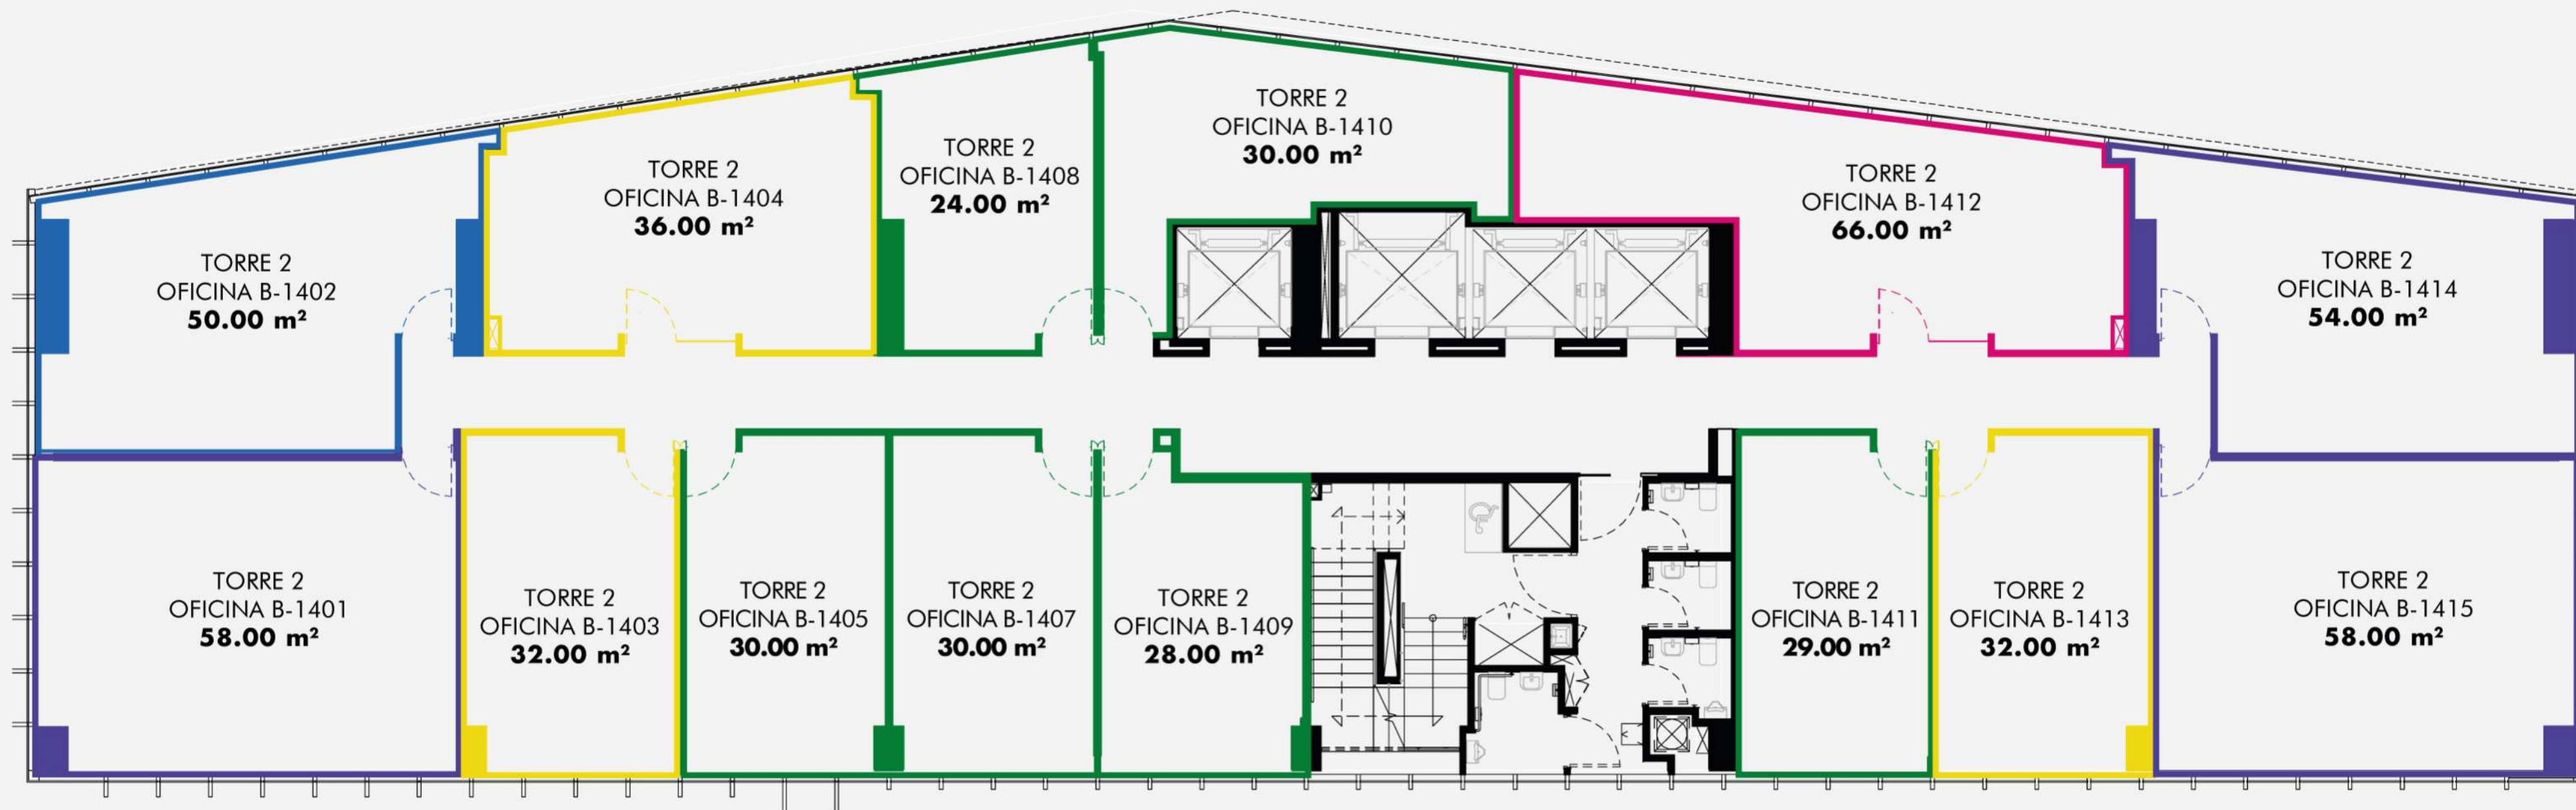 TORRE 2
OFICINA B-1402
50.00 m²
TORRE 2
OFICINA B-1404
36.00 m²
TORRE 2
OFICINA B-1408
24.00 m²
TORRE 2
OFICINA B-1410
30.00 m²
TORRE 2
OFICINA B-1412
66.00 m²
TORRE 2
OFICINA B-1414
54.00 m²
TORRE 2
OFICINA B-1401
58.00 m²
TORRE 2
OFICINA B-1403
32.00 m²
TORRE 2
OFICINA B-1405
30.00 m²
TORRE 2
OFICINA B-1407
30.00 m²
TORRE 2
OFICINA B-1409
28.00 m²
TORRE 2
OFICINA B-1411
29.00 m²
TORRE 2
OFICINA B-1413
32.00 m²
TORRE 2
OFICINA B-1415
58.00 m²